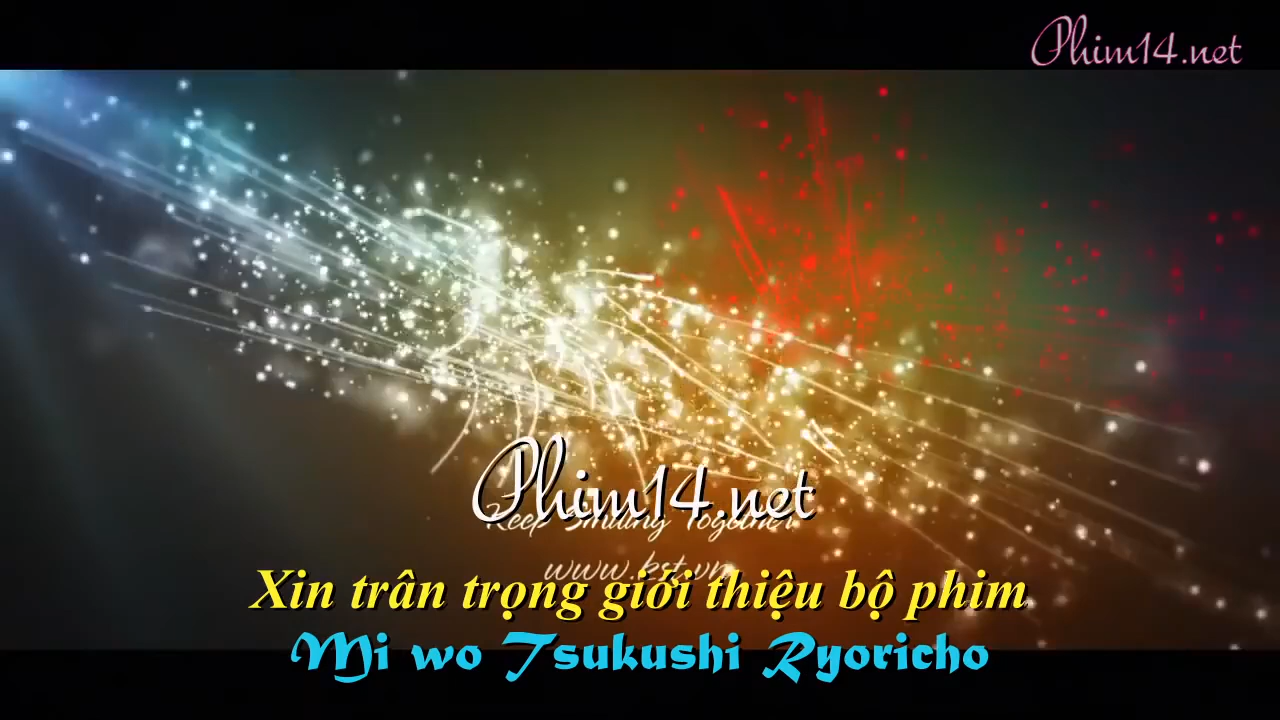 Phim14.net
Phim14.net
Keep Smiling Together
www.kst.vn
Xin trân trọng giới thiệu bộ phim
Mi wo Tsukushi Ryoricho